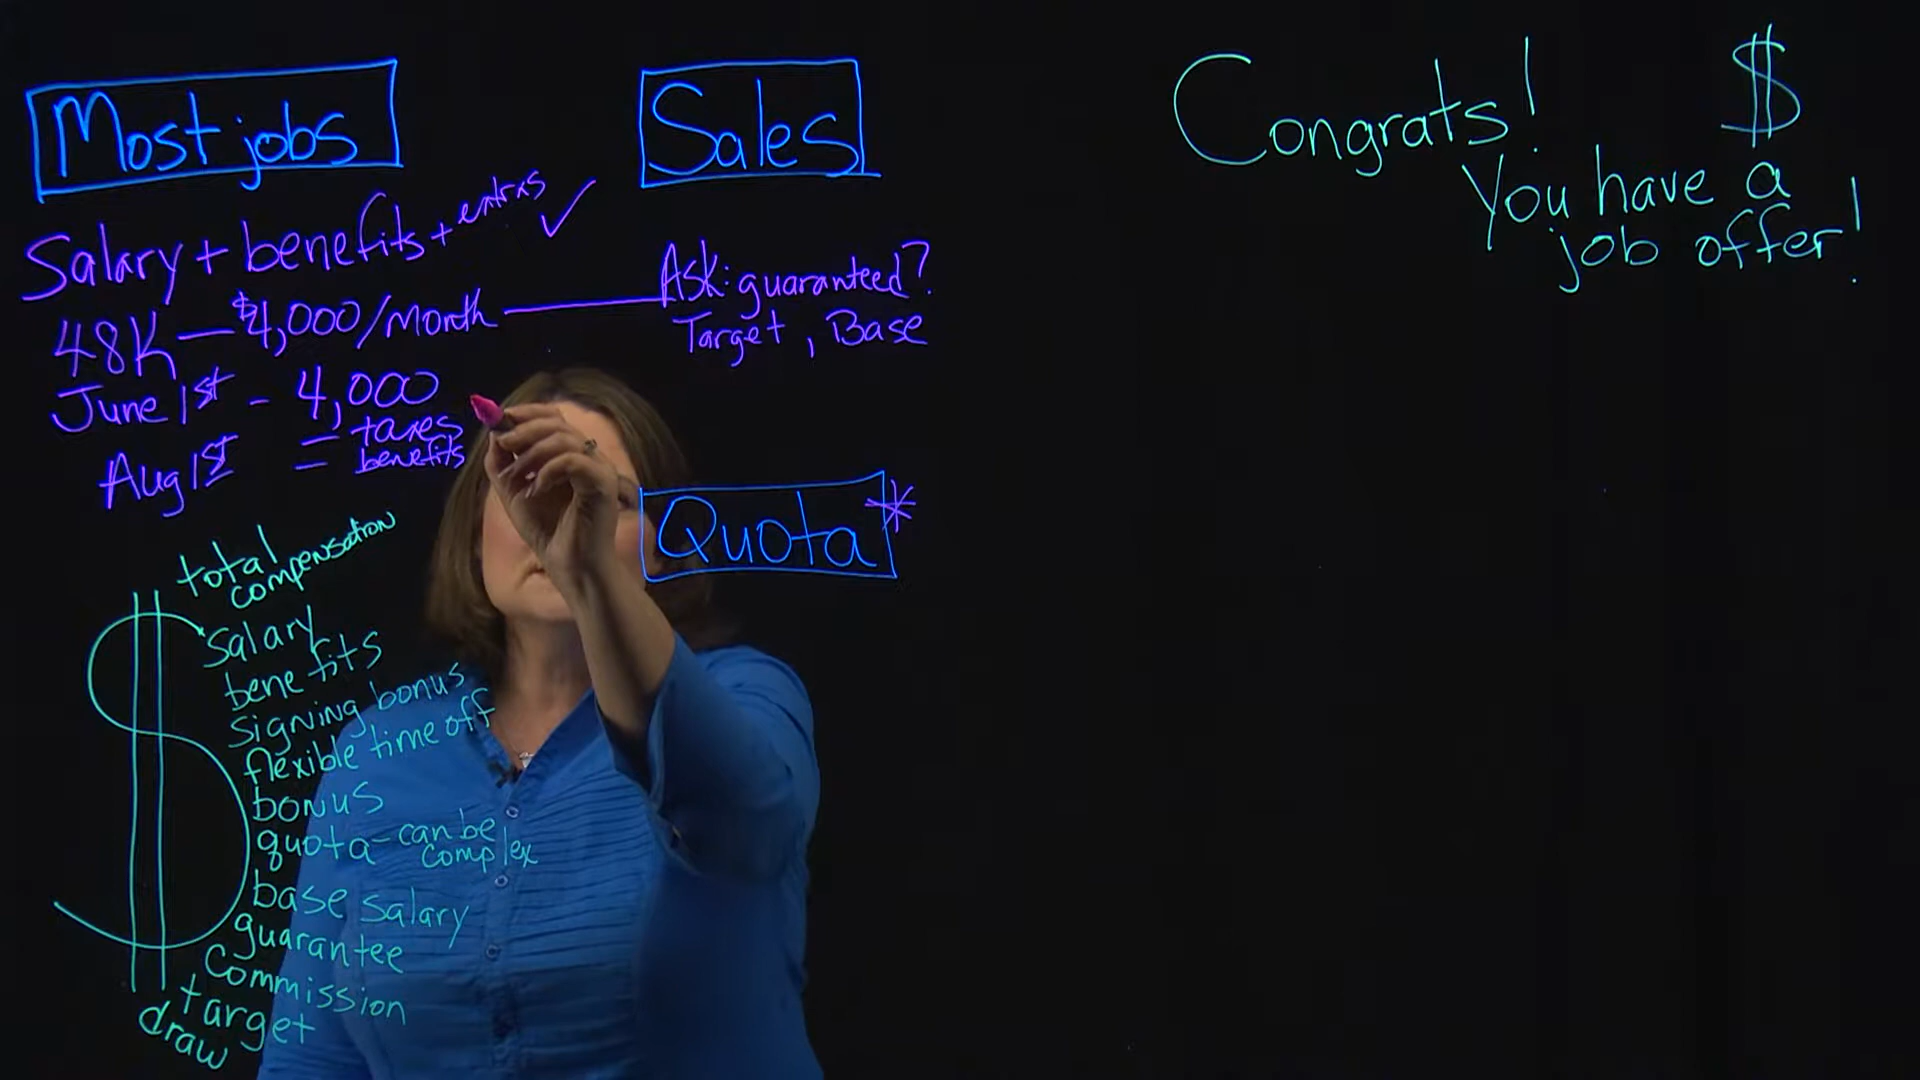 Most jobs
Salary + benefits + extras ✓
48K — $4,000/month
June 1st - 4,000
- taxes
Aug 1st - benefits
Sales
Ask: guaranteed?
Target, Base
Quota*
total
compensation
salary
benefits
signing bonus
flexible time off
bonus
quota - can be
complex
base salary
guarantee
Commission
target
draw
$
Congrats!
You have a
job offer!
$